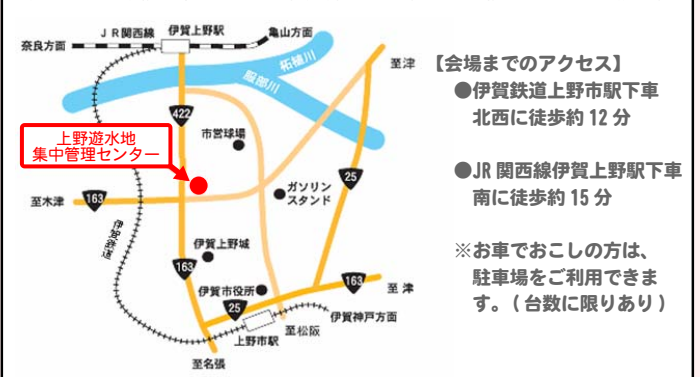 JR関西線
伊賀上野駅
亀山方面
奈良方面
柘植川
服部川
至津
422
市営球場
上野遊水地
集中管理センター
ガソリン
スタンド
25
至木津
163
伊賀鉄道
伊賀上野城
163
伊賀市役所
163
至 津
25
伊賀神戸方面
至松阪
上野市駅
至名張
【会場までのアクセス】
●伊賀鉄道上野市駅下車
北西に徒歩約 12 分
●JR 関西線伊賀上野駅下車
南に徒歩約 15 分
※お車でおこしの方は、
駐車場をご利用できま
す。( 台数に限りあり )